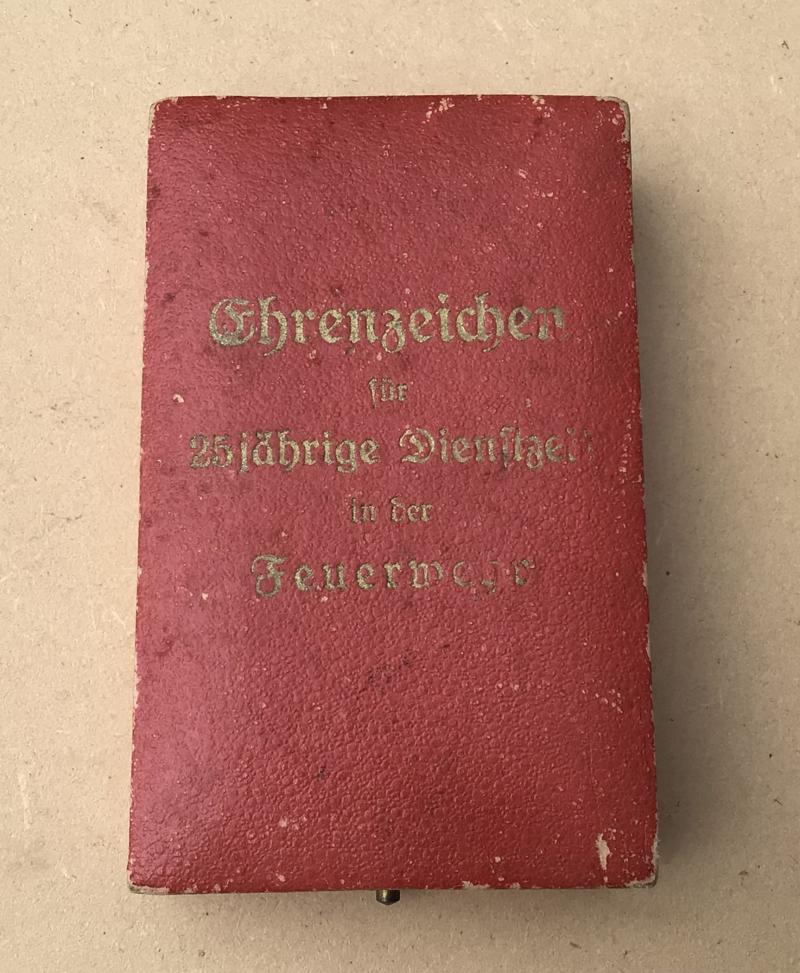 Ehrenzeichen
für
25jährige Dienstzeit
in der
Feuerwehr